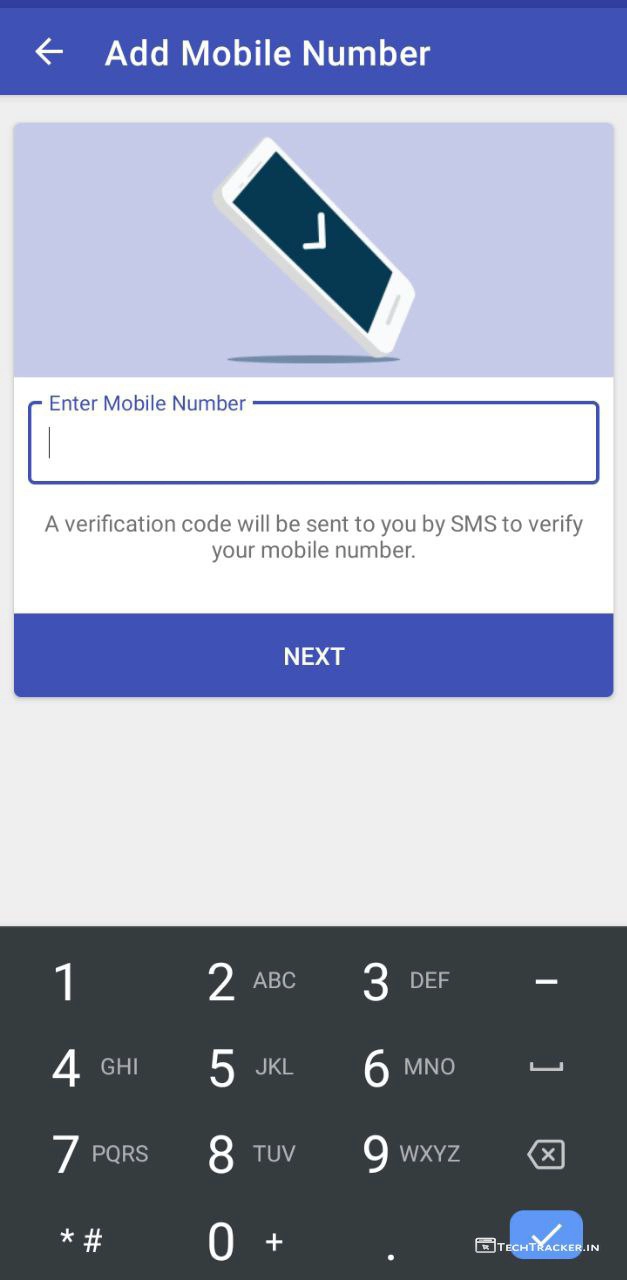 Add Mobile Number
Enter Mobile Number
A verification code will be sent to you by SMS to verify
your mobile number.
NEXT
1 2 ABC 3 DEF -
4 GHI 5 JKL 6 MNO
7 PQRS 8 TUV 9 WXYZ
* # 0 + .
TECHTRACKER.IN